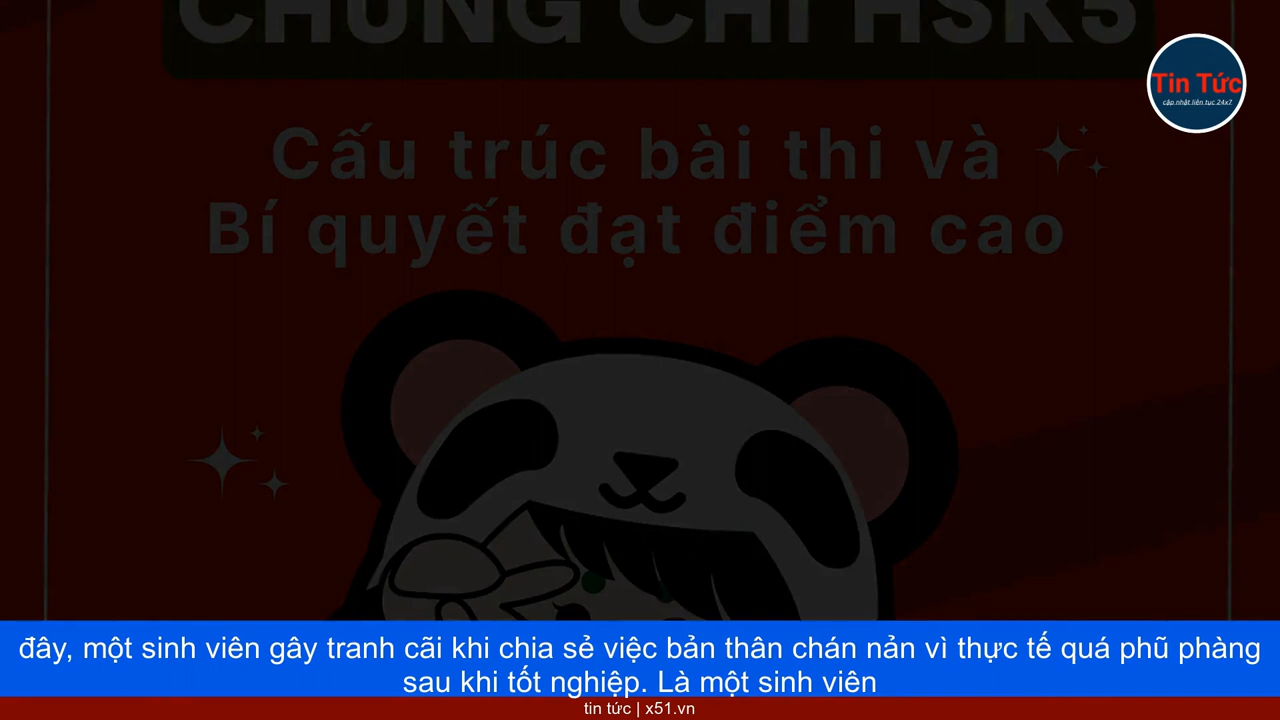 CHỨNG CHỈ HSK5
Tin Tức
cập nhật liên tục 24x7
Cấu trúc bài thi và
Bí quyết đạt điểm cao
đây, một sinh viên gây tranh cãi khi chia sẻ việc bản thân chán nản vì thực tế quá phũ phàng
sau khi tốt nghiệp. Là một sinh viên
tin tức | x51.vn